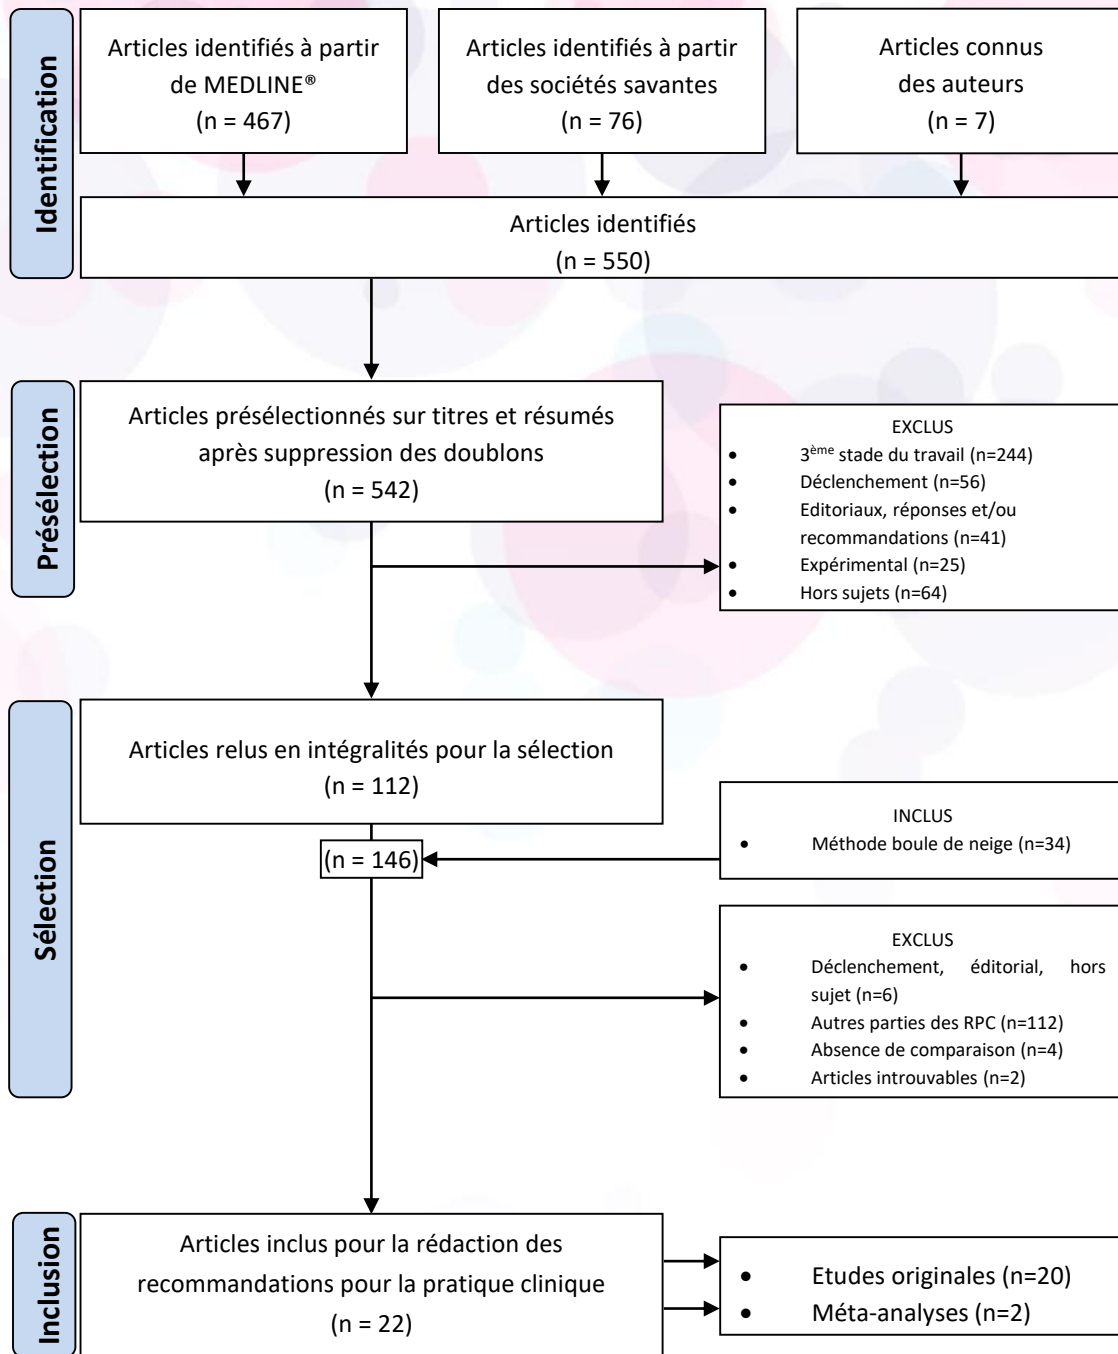 Identification
Articles identifiés à partir
de MEDLINE®
(n = 467)
Articles identifiés à partir
des sociétés savantes
(n = 76)
Articles connus
des auteurs
(n = 7)
Articles identifiés
(n = 550)
Présélection
Articles présélectionnés sur titres et résumés
après suppression des doublons
(n = 542)
EXCLUS
• 3ème stade du travail (n=244)
• Déclenchement (n=56)
• Editoriaux, réponses et/ou
recommandations (n=41)
• Expérimental (n=25)
• Hors sujets (n=64)
Sélection
Articles relus en intégralités pour la sélection
(n = 112)
INCLUS
• Méthode boule de neige (n=34)
(n = 146)
EXCLUS
• Déclenchement, éditorial, hors
sujet (n=6)
• Autres parties des RPC (n=112)
• Absence de comparaison (n=4)
• Articles introuvables (n=2)
Inclusion
Articles inclus pour la rédaction des
recommandations pour la pratique clinique
(n = 22)
• Etudes originales (n=20)
• Méta-analyses (n=2)